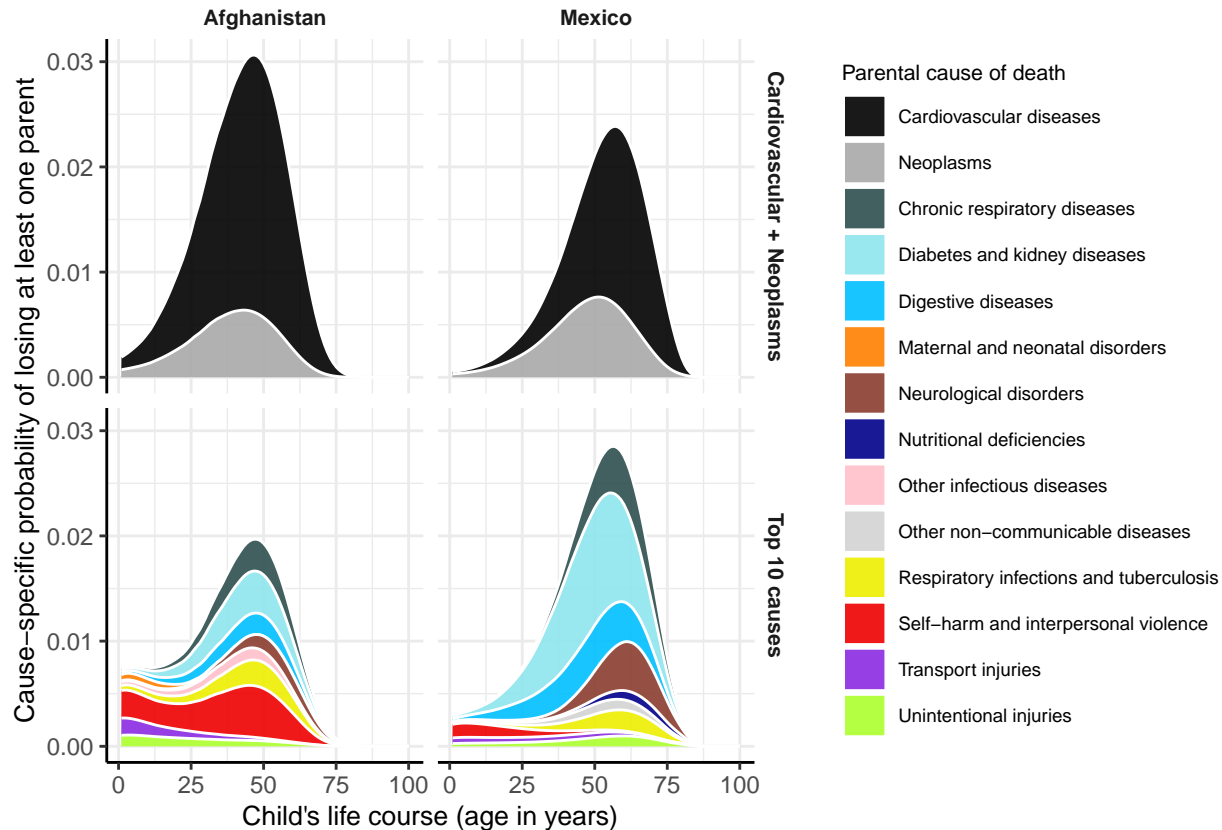 Afghanistan
Mexico
Cause−specific probability of losing at least one parent
0.03
0.02
0.01
0.00
0.03
0.02
0.01
0.00
Cardiovascular + Neoplasms
Top 10 causes
0 25 50 75 100
0 25 50 75 100
Child's life course (age in years)
Parental cause of death
Cardiovascular diseases
Neoplasms
Chronic respiratory diseases
Diabetes and kidney diseases
Digestive diseases
Maternal and neonatal disorders
Neurological disorders
Nutritional deficiencies
Other infectious diseases
Other non−communicable diseases
Respiratory infections and tuberculosis
Self−harm and interpersonal violence
Transport injuries
Unintentional injuries